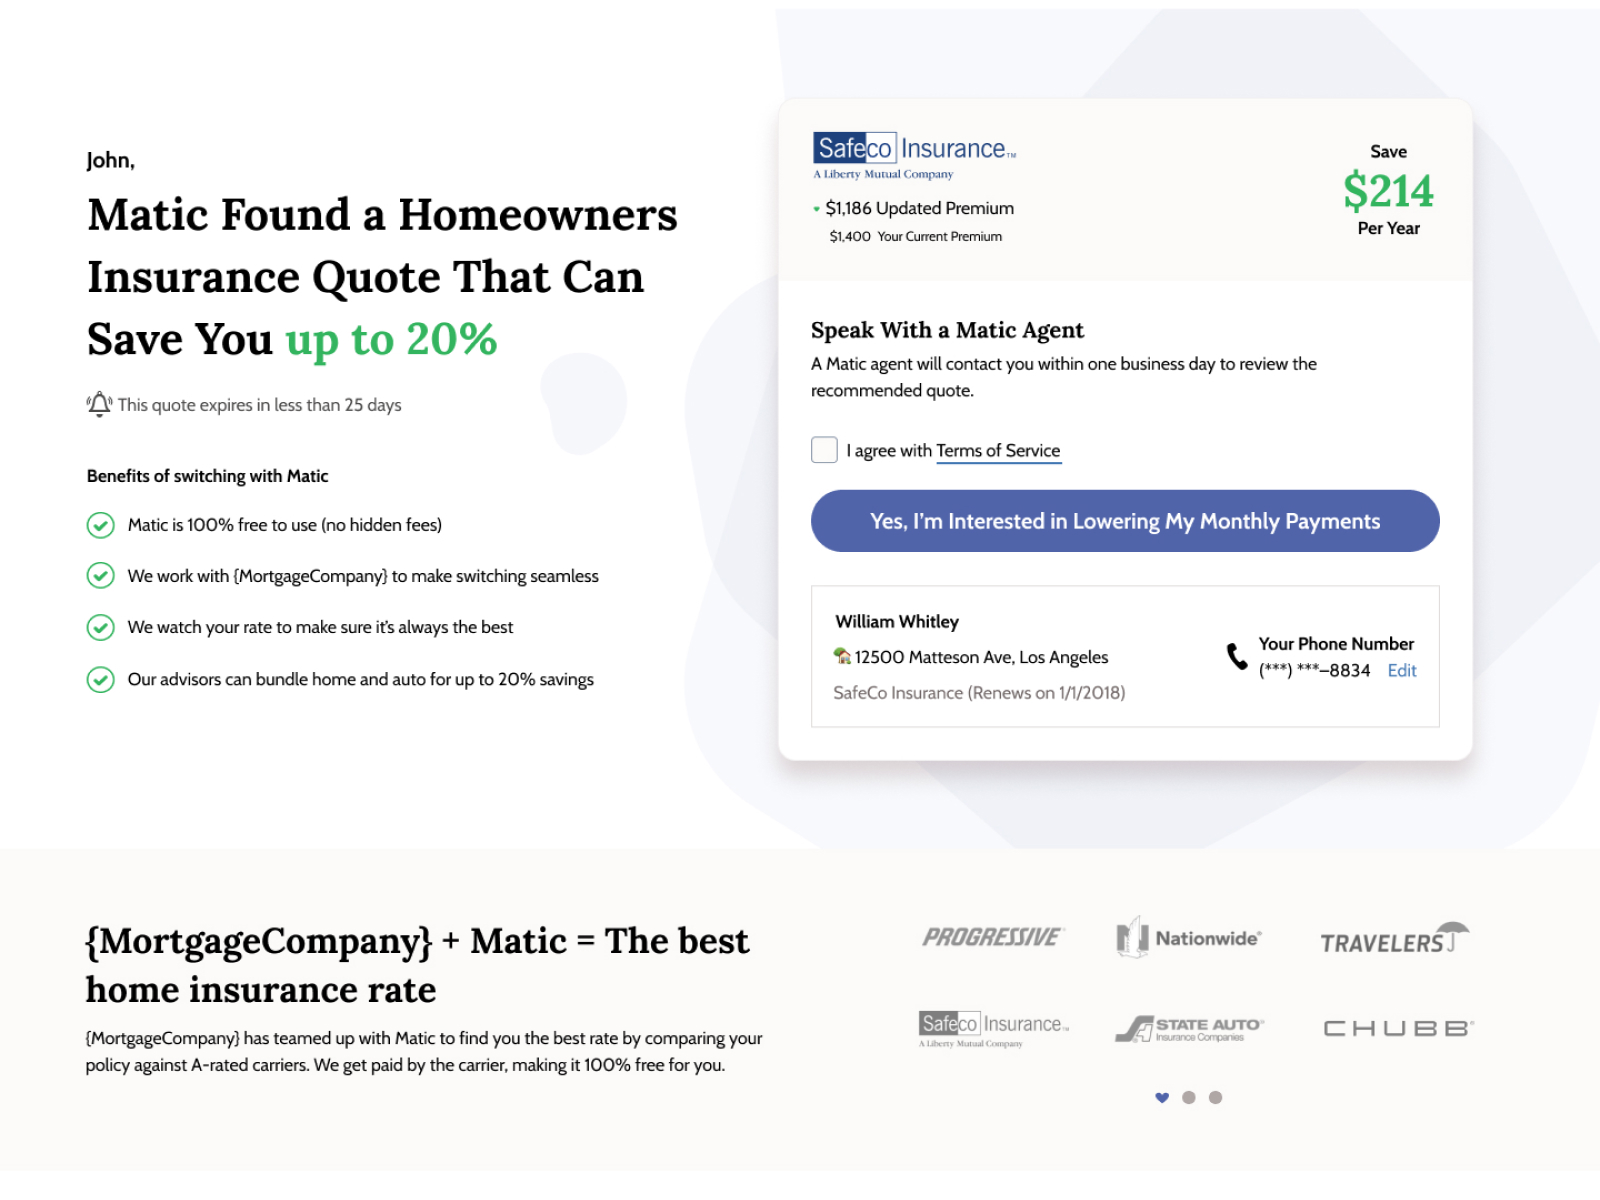 John,
Matic Found a Homeowners
Insurance Quote That Can
Save You up to 20%
This quote expires in less than 25 days
Benefits of switching with Matic
Matic is 100% free to use (no hidden fees)
We work with {MortgageCompany} to make switching seamless
We watch your rate to make sure it's always the best
Our advisors can bundle home and auto for up to 20% savings
Safeco Insurance™
A Liberty Mutual Company
$1,186 Updated Premium
$1,400 Your Current Premium
Save
$214
Per Year
Speak With a Matic Agent
A Matic agent will contact you within one business day to review the
recommended quote.
I agree with Terms of Service
Yes, I'm Interested in Lowering My Monthly Payments
William Whitley
12500 Matteson Ave, Los Angeles
SafeCo Insurance (Renews on 1/1/2018)
Your Phone Number
(***) ***–8834 Edit
{MortgageCompany} + Matic = The best
home insurance rate
{MortgageCompany} has teamed up with Matic to find you the best rate by comparing your
policy against A-rated carriers. We get paid by the carrier, making it 100% free for you.
PROGRESSIVE
Nationwide®
TRAVELERS
Safeco Insurance™
A Liberty Mutual Company
STATE AUTO®
Insurance Companies
CHUBB®